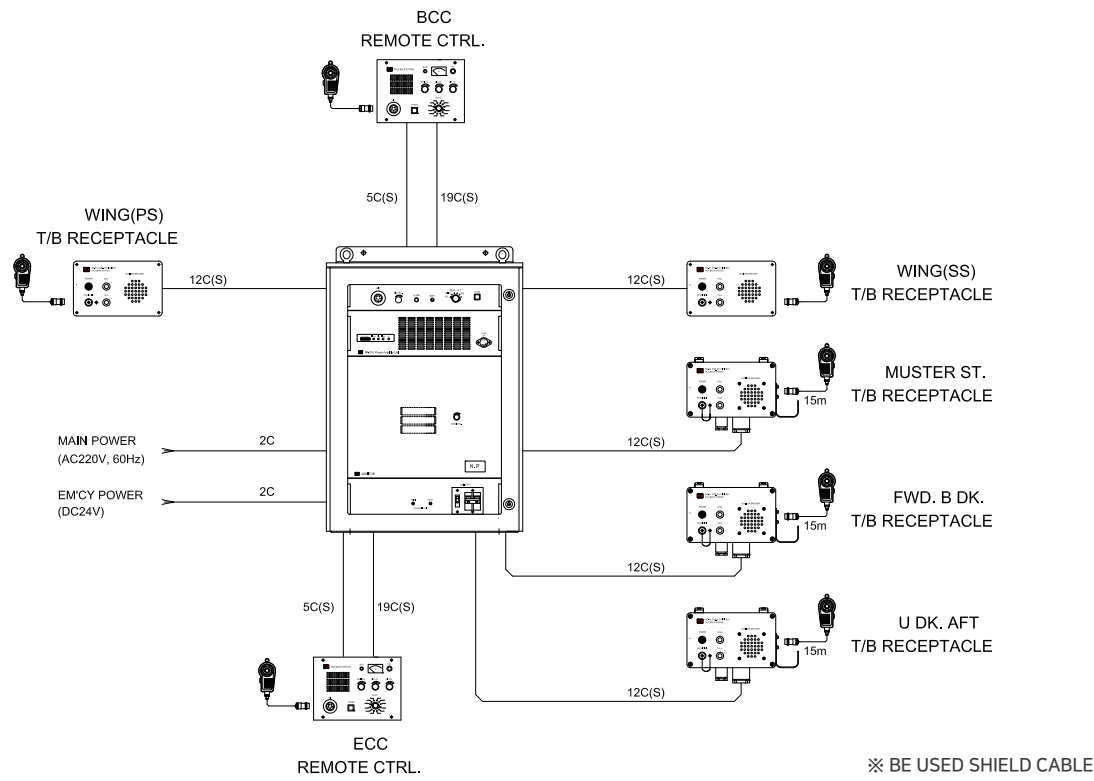 BCC
REMOTE CTRL.
5C(S)
19C(S)
WING(PS)
T/B RECEPTACLE
12C(S)
12C(S)
WING(SS)
T/B RECEPTACLE
MUSTER ST.
T/B RECEPTACLE
15m
MAIN POWER
(AC220V, 60Hz)
2C
12C(S)
N.P
EM'CY POWER
(DC24V)
2C
FWD. B DK.
T/B RECEPTACLE
15m
12C(S)
5C(S)
19C(S)
U DK. AFT
T/B RECEPTACLE
15m
12C(S)
ECC
REMOTE CTRL.
※ BE USED SHIELD CABLE